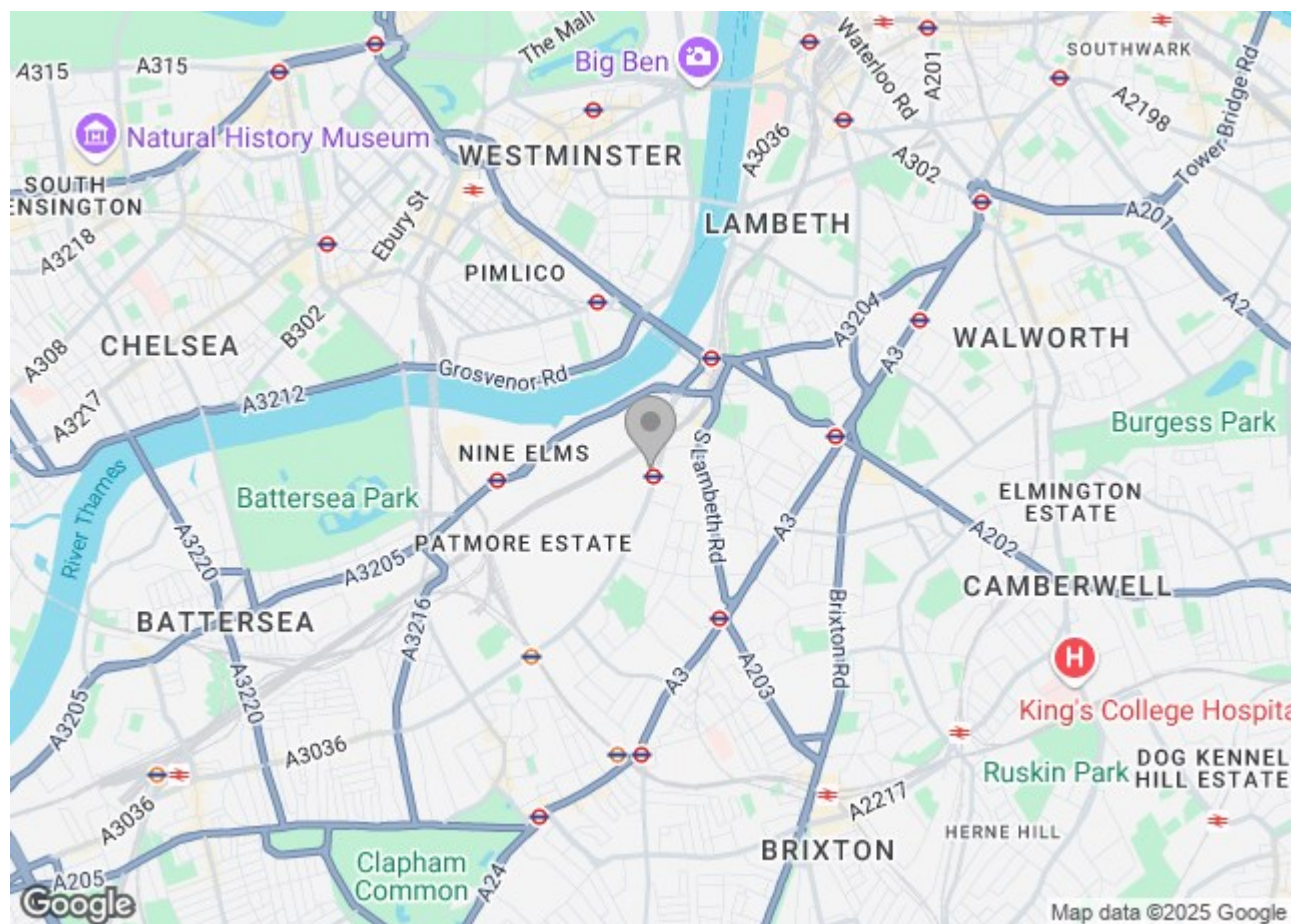 The Mall
Big Ben
Waterloo Rd
A201
SOUTHWARK
A315
A315
A2198
Tower Bridge Rd
Natural History Museum
WESTMINSTER
A3036
A302
SOUTH
ENSINGTON
A3218
Ebury St
LAMBETH
A201
PIMLICO
A2
B302
A3204
CHELSEA
WALWORTH
A308
A3
Grosvenor Rd
A3212
A3217
Burgess Park
NINE ELMS
S Lambeth Rd
Battersea Park
ELMINGTON
ESTATE
River Thames
A3220
PATMORE ESTATE
A3
A202
A3205
CAMBERWELL
BATTERSEA
A3216
Brixton Rd
A3220
A3
A203
H
King's College Hospita
A3205
A3036
DOG KENNEL
HILL ESTATE
Ruskin Park
A3036
A2217
HERNE HILL
BRIXTON
Clapham
Common
A205
A24
Google
Map data ©2025 Google